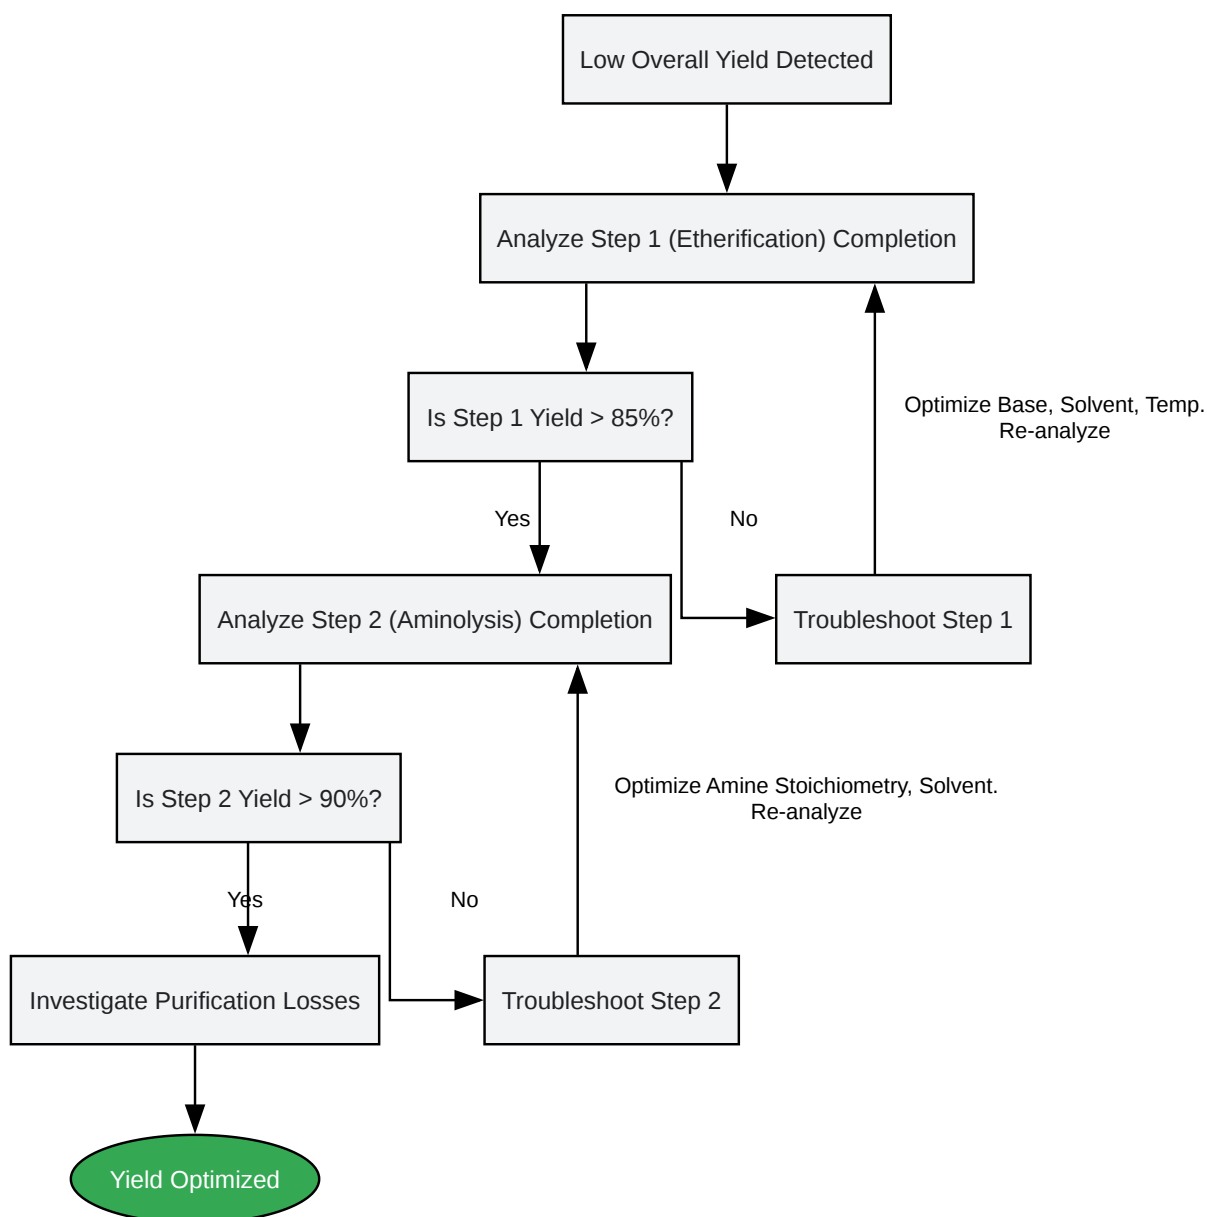 Low Overall Yield Detected
Analyze Step 1 (Etherification) Completion
Is Step 1 Yield > 85%?
Optimize Base, Solvent, Temp.
Re-analyze
Yes
No
Analyze Step 2 (Aminolysis) Completion
Troubleshoot Step 1
Is Step 2 Yield > 90%?
Optimize Amine Stoichiometry, Solvent.
Re-analyze
Yes
No
Investigate Purification Losses
Troubleshoot Step 2
Yield Optimized